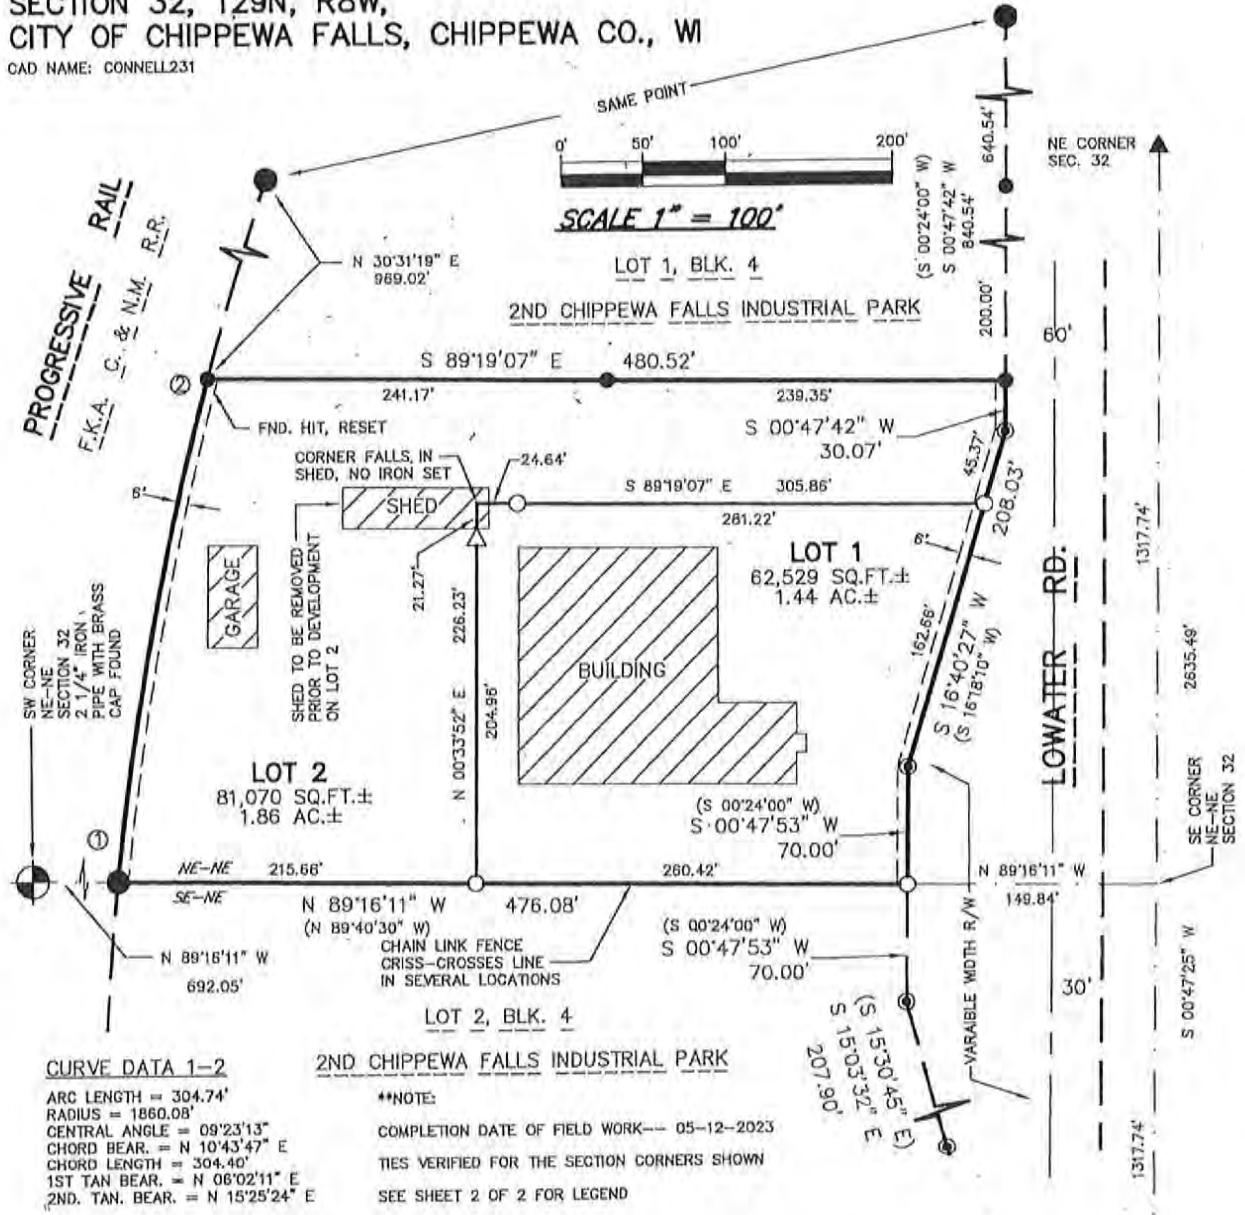 SECTION 32, T29N, R8W,
CITY OF CHIPPEWA FALLS, CHIPPEWA CO., WI
CAD NAME: CONNELL231
SAME POINT
0' 50' 100' 200'
SCALE 1" = 100'
NE CORNER
SEC. 32
640.54'
(S 00°24'00" W)
S 00°47'42" W
840.54'
200.00'
PROGRESSIVE RAIL
F.K.A. C. & N.M. R.R.
N 30°31'19" E
969.02'
LOT 1, BLK. 4
2ND CHIPPEWA FALLS INDUSTRIAL PARK
60'
S 89°19'07" E 480.52'
241.17'
239.35'
2
FND. HIT, RESET
S 00°47'42" W
30.07'
CORNER FALLS IN
SHED, NO IRON SET
24.64'
45.37'
208.03'
S 89°19'07" E 305.86'
281.22'
6'
SHED
GARAGE
SHED TO BE REMOVED
PRIOR TO DEVELOPMENT
ON LOT 2
21.27'
226.23'
N 00°33'52" E
204.96'
BUILDING
LOT 1
62,529 SQ.FT.±
1.44 AC.±
6'
162.66'
S 16°40'27" W
(S 16°18'10" W)
LOWATER RD.
1317.74'
2635.49'
SW CORNER
NE-NE
SECTION 32
2 1/4" IRON
PIPE WITH BRASS
CAP FOUND
LOT 2
81,070 SQ.FT.±
1.86 AC.±
(S 00°24'00" W)
S 00°47'53" W
70.00'
SE CORNER
NE-NE
SECTION 32
1
NE-NE
SE-NE
215.66'
260.42'
N 89°16'11" W
149.84'
N 89°16'11" W 476.08'
(N 89°40'30" W)
CHAIN LINK FENCE
CRISS-CROSSES LINE
IN SEVERAL LOCATIONS
(S 00°24'00" W)
S 00°47'53" W
70.00'
VARAIBLE WIDTH R/W
30'
S 00°47'25" W
N 89°16'11" W
692.05'
LOT 2, BLK. 4
2ND CHIPPEWA FALLS INDUSTRIAL PARK
(S 15°30'45" E)
S 15°03'32" E
207.90'
1317.74'
CURVE DATA 1-2
ARC LENGTH = 304.74'
RADIUS = 1860.08'
CENTRAL ANGLE = 09°23'13"
CHORD BEAR. = N 10°43'47" E
CHORD LENGTH = 304.40'
1ST TAN BEAR. = N 06°02'11" E
2ND. TAN. BEAR. = N 15°25'24" E
**NOTE:
COMPLETION DATE OF FIELD WORK-- 05-12-2023
TIES VERIFIED FOR THE SECTION CORNERS SHOWN
SEE SHEET 2 OF 2 FOR LEGEND